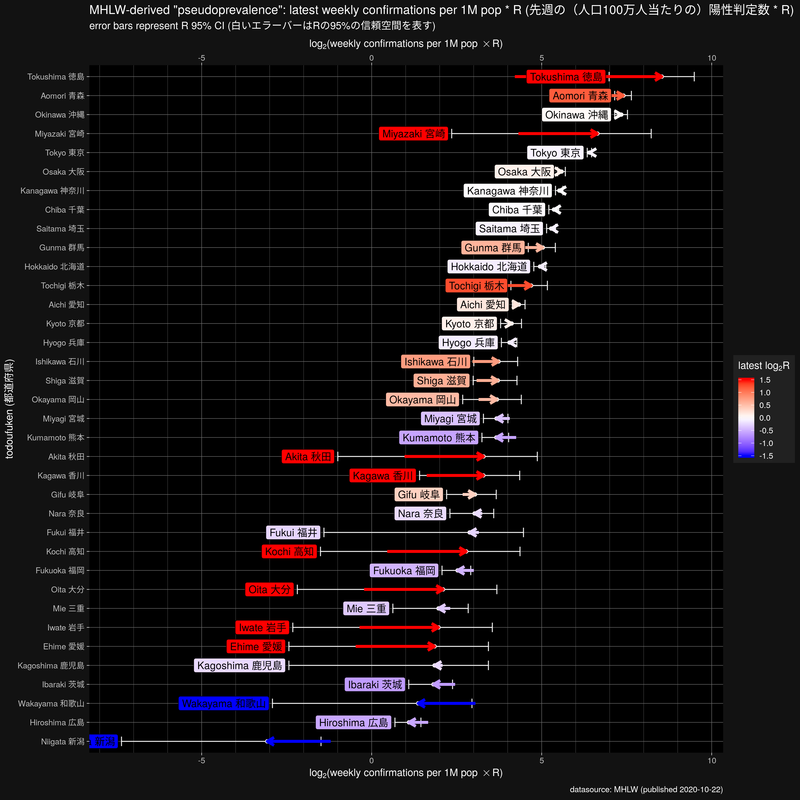 MHLW-derived "pseudoprevalence": latest weekly confirmations per 1M pop * R (先週の（人口100万人当たりの）陽性判定数 * R)
error bars represent R 95% CI (白いエラーバーはRの95%の信頼空間を表す)
log2(weekly confirmations per 1M pop × R)
-5 0 5 10
todoufuken (都道府県)
Tokushima 徳島 Tokushima 徳島
Aomori 青森 Aomori 青森
Okinawa 沖縄 Okinawa 沖縄
Miyazaki 宮崎 Miyazaki 宮崎
Tokyo 東京 Tokyo 東京
Osaka 大阪 Osaka 大阪
Kanagawa 神奈川 Kanagawa 神奈川
Chiba 千葉 Chiba 千葉
Saitama 埼玉 Saitama 埼玉
Gunma 群馬 Gunma 群馬
Hokkaido 北海道 Hokkaido 北海道
Tochigi 栃木 Tochigi 栃木
Aichi 愛知 Aichi 愛知
Kyoto 京都 Kyoto 京都
Hyogo 兵庫 Hyogo 兵庫
Ishikawa 石川 Ishikawa 石川
Shiga 滋賀 Shiga 滋賀
Okayama 岡山 Okayama 岡山
Miyagi 宮城 Miyagi 宮城
Kumamoto 熊本 Kumamoto 熊本
Akita 秋田 Akita 秋田
Kagawa 香川 Kagawa 香川
Gifu 岐阜 Gifu 岐阜
Nara 奈良 Nara 奈良
Fukui 福井 Fukui 福井
Kochi 高知 Kochi 高知
Fukuoka 福岡 Fukuoka 福岡
Oita 大分 Oita 大分
Mie 三重 Mie 三重
Iwate 岩手 Iwate 岩手
Ehime 愛媛 Ehime 愛媛
Kagoshima 鹿児島 Kagoshima 鹿児島
Ibaraki 茨城 Ibaraki 茨城
Wakayama 和歌山 Wakayama 和歌山
Hiroshima 広島 Hiroshima 広島
Niigata 新潟 新潟
-5 0 5 10
log2(weekly confirmations per 1M pop × R)
latest log2R
1.5
1.0
0.5
0.0
-0.5
-1.0
-1.5
datasource: MHLW (published 2020-10-22)